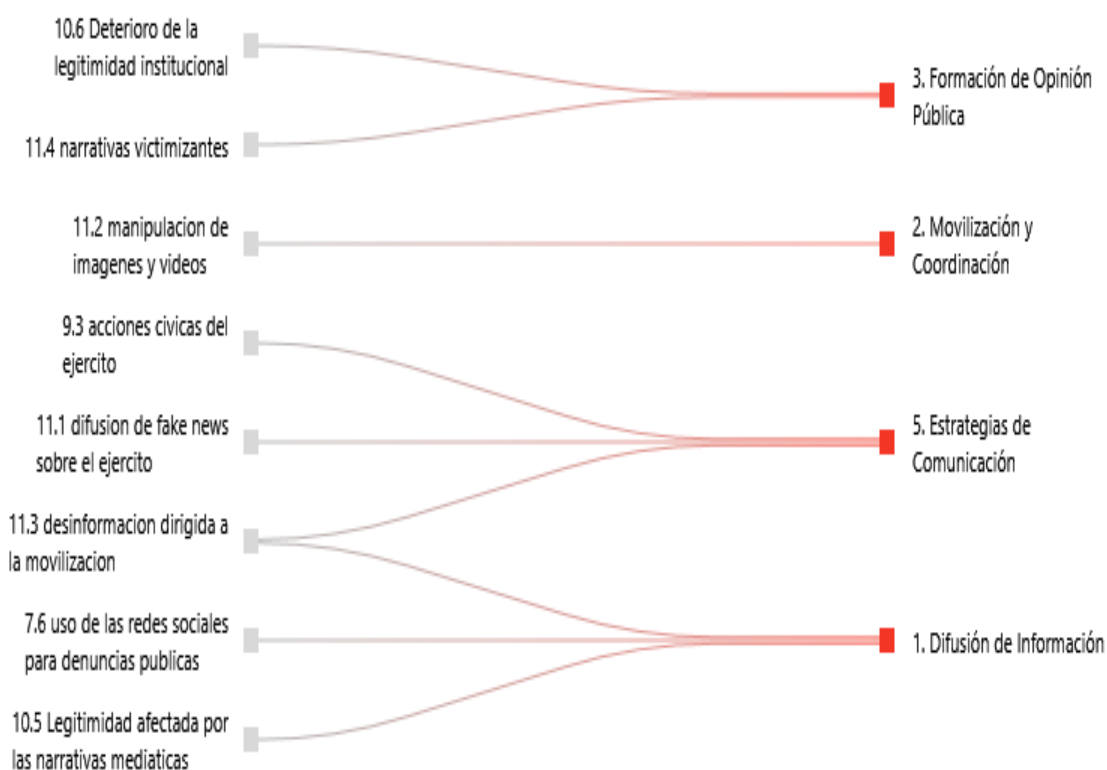 10.6 Deterioro de la
legitimidad institucional
11.4 narrativas victimizantes
11.2 manipulacion de
imagenes y videos
9.3 acciones civicas del
ejercito
11.1 difusion de fake news
sobre el ejercito
11.3 desinformacion dirigida a
la movilizacion
7.6 uso de las redes sociales
para denuncias publicas
10.5 Legitimidad afectada por
las narrativas mediaticas
3. Formación de Opinión
Pública
2. Movilización y
Coordinación
5. Estrategias de
Comunicación
1. Difusión de Información